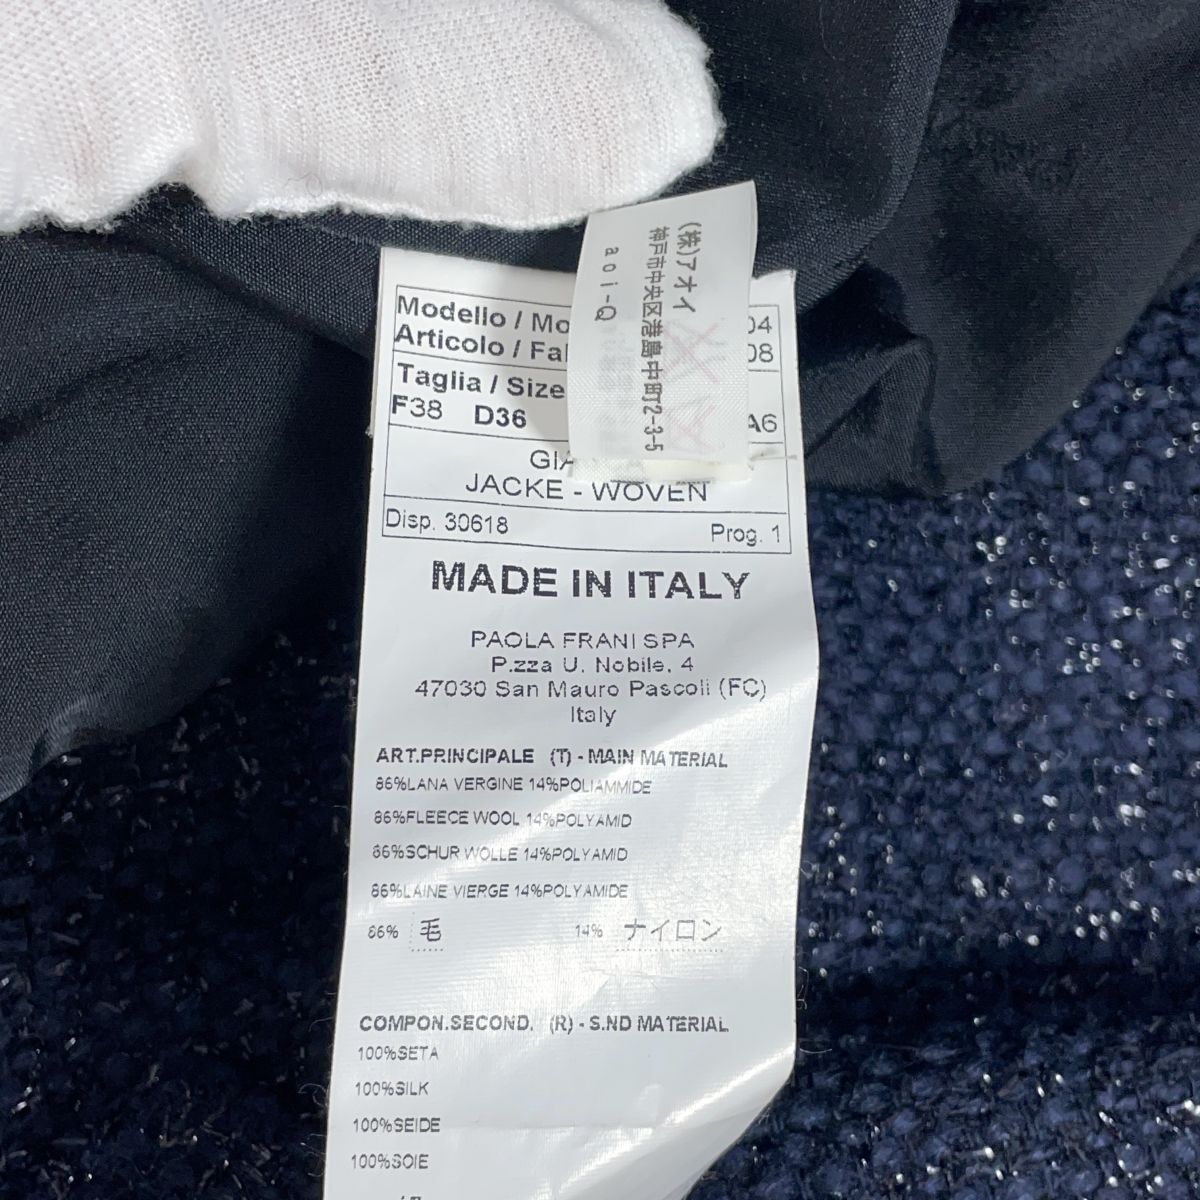 (株)アオイ
神戸市中央区港島中町2-3-5
aoi-Q
Modello / Mo 04
Articolo / Fa 08
Taglia / Size
F38 D36 A6
GIA
JACKE - WOVEN
Disp. 30618 Prog. 1
MADE IN ITALY
PAOLA FRANI SPA
P.zza U. Nobile, 4
47030 San Mauro Pascoli (FC)
Italy
ART.PRINCIPALE (T) - MAIN MATERIAL
86%LANA VERGINE 14%POLIAMMIDE
86%FLEECE WOOL 14%POLYAMID
86%SCHUR WOLLE 14%POLYAMID
86%LAINE VIERGE 14%POLYAMIDE
86% 毛 14% ナイロン
COMPON.SECOND. (R) - S.ND MATERIAL
100%SETA
100%SILK
100%SEIDE
100%SOIE